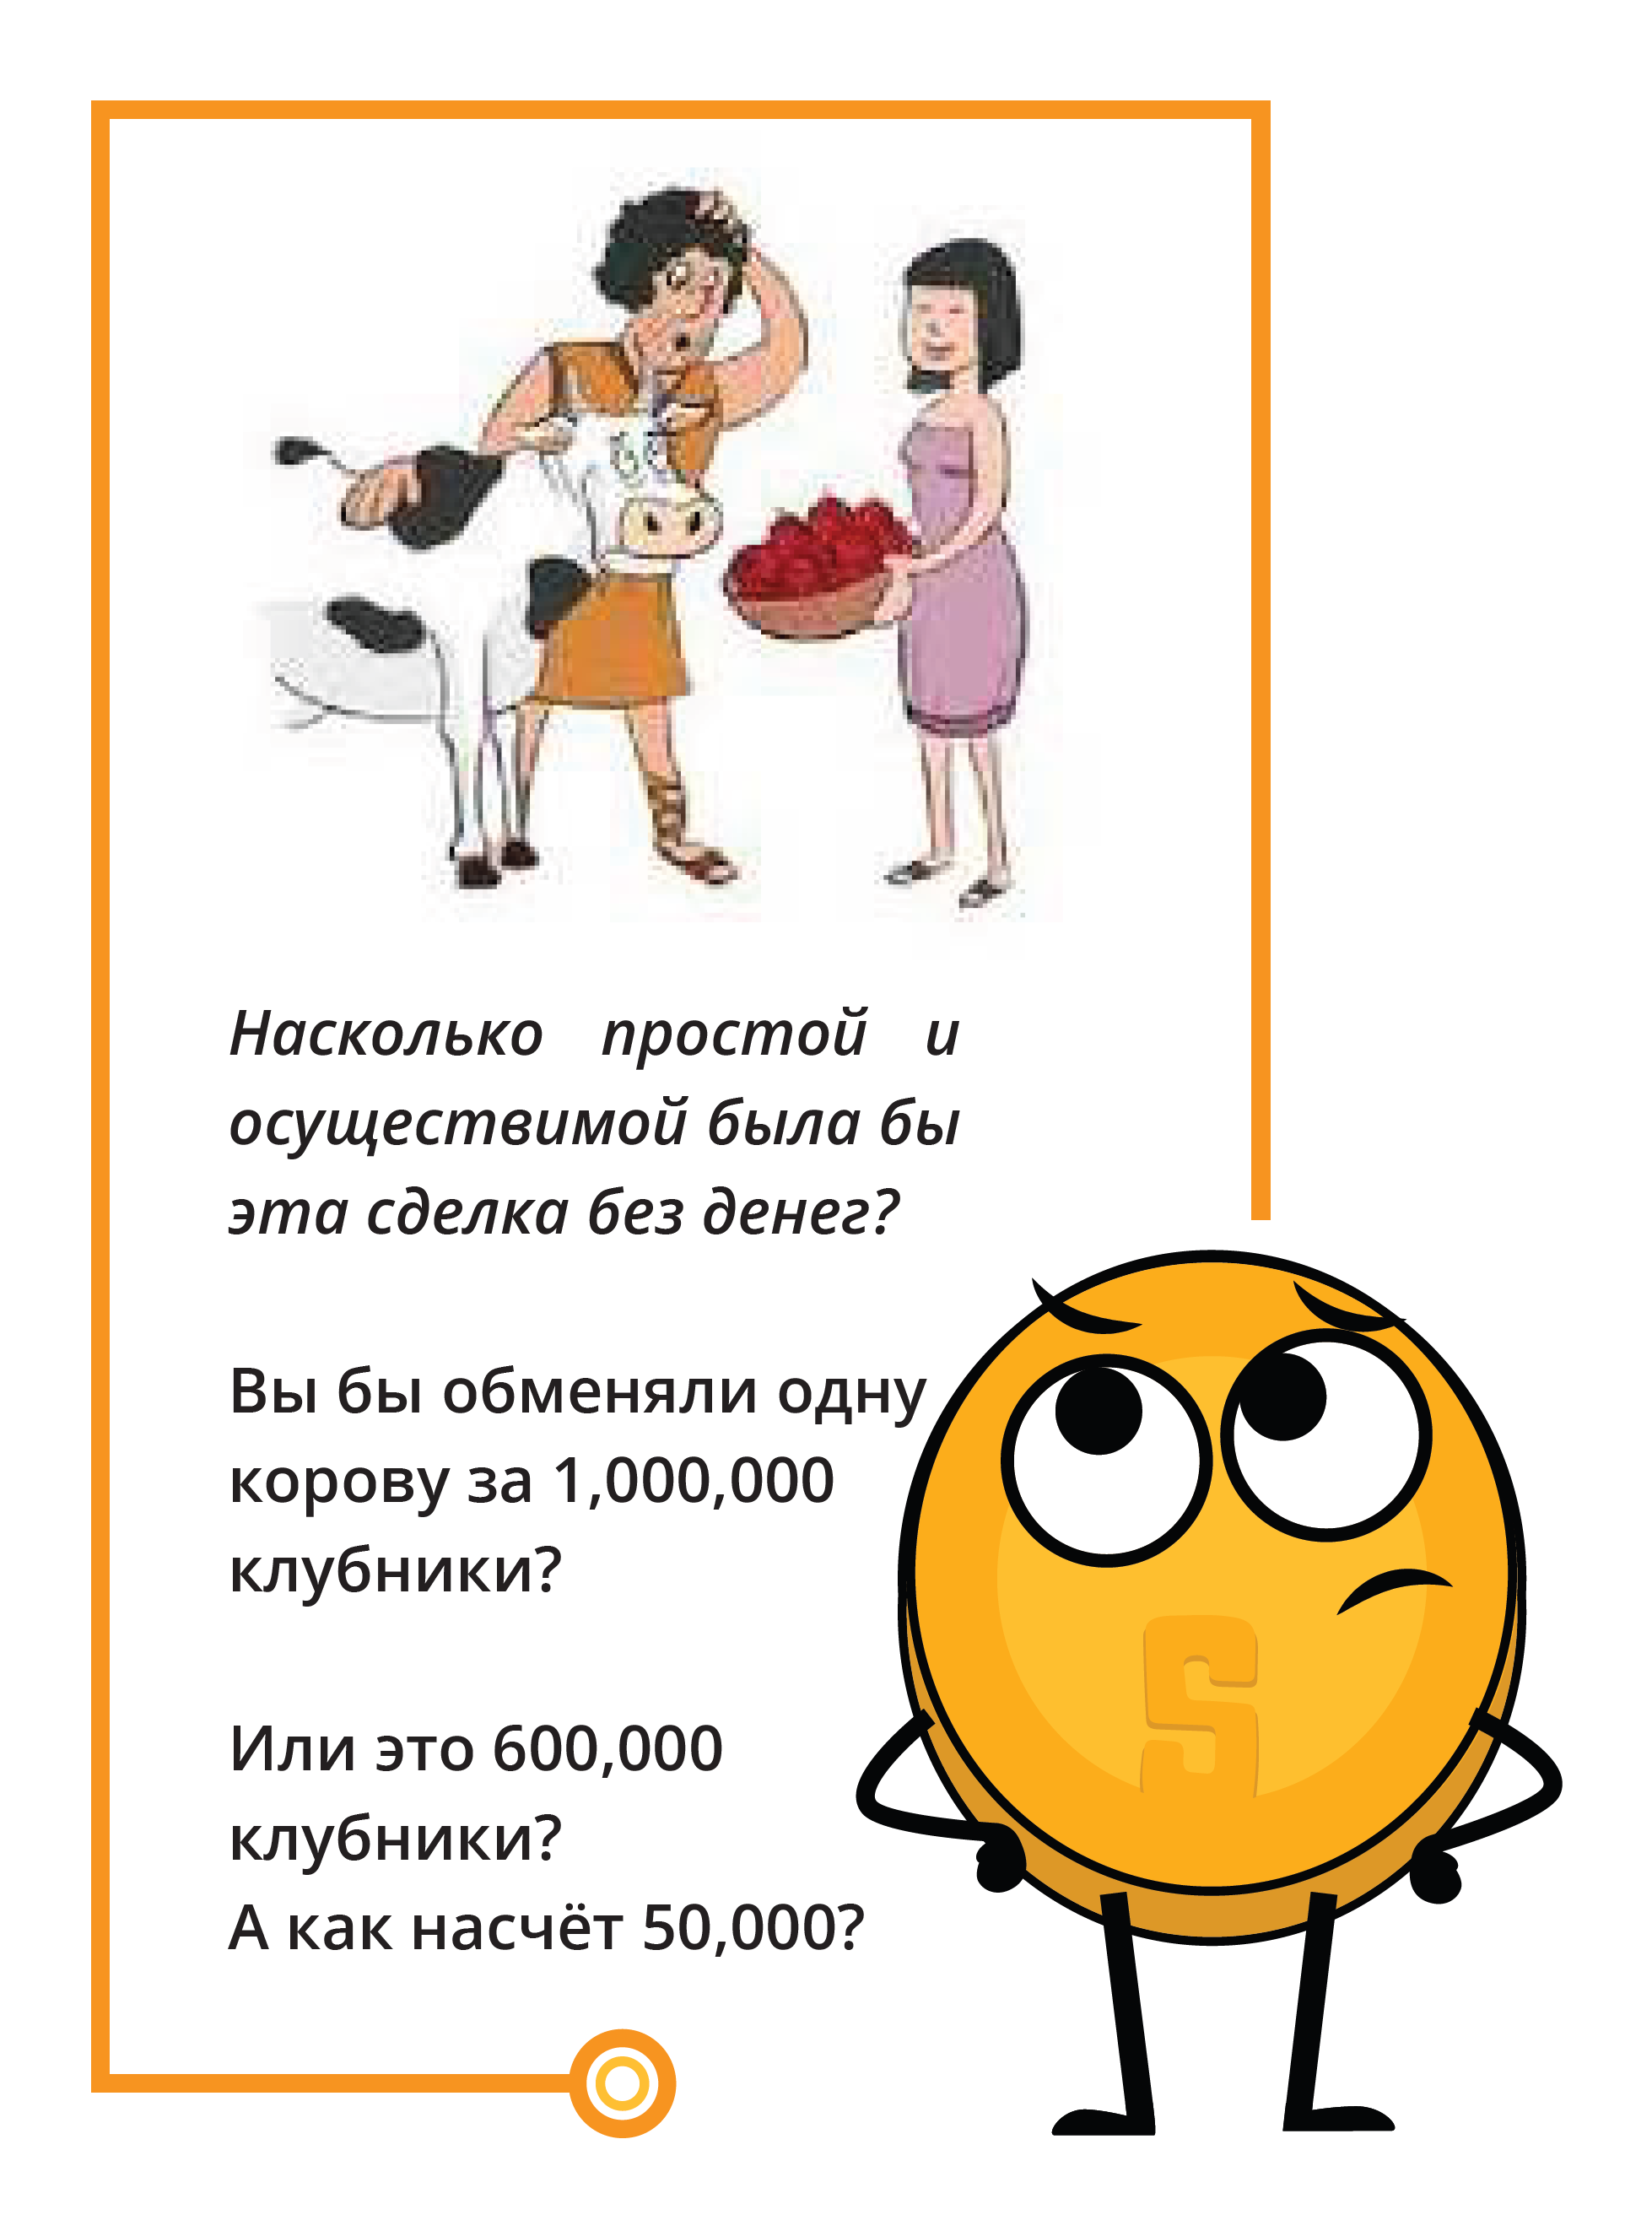 Насколько простой и
осуществимой была бы
эта сделка без денег?
Вы бы обменяли одну
корову за 1,000,000
клубники?
Или это 600,000
клубники?
А как насчёт 50,000?